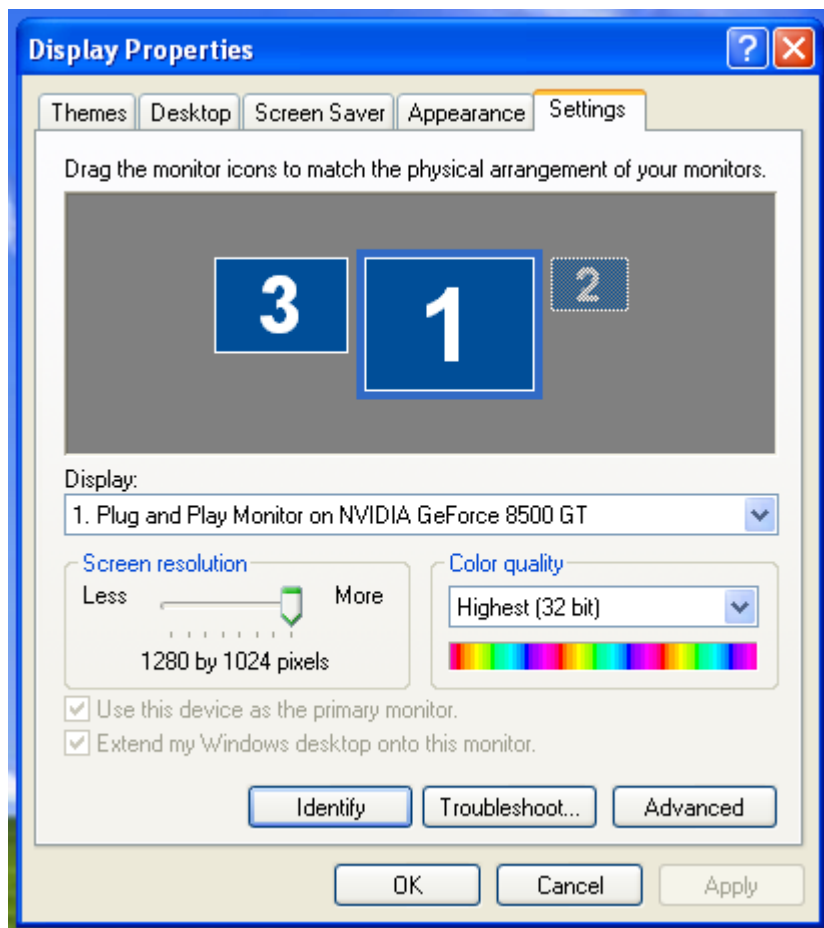 Display Properties
Themes Desktop Screen Saver Appearance Settings
Drag the monitor icons to match the physical arrangement of your monitors.
3 1 2
Display:
1. Plug and Play Monitor on NVIDIA GeForce 8500 GT
Screen resolution Color quality
Less More Highest (32 bit)
1280 by 1024 pixels
Use this device as the primary monitor.
Extend my Windows desktop onto this monitor.
Identify Troubleshoot... Advanced
OK Cancel Apply